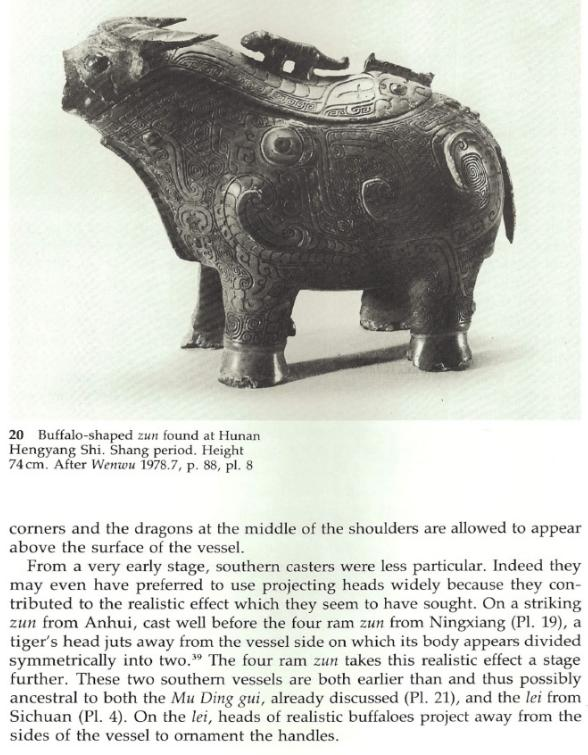 20 Buffalo-shaped zun found at Hunan
Hengyang Shi. Shang period. Height
74 cm. After Wenwu 1978.7, p. 88, pl. 8
corners and the dragons at the middle of the shoulders are allowed to appear
above the surface of the vessel.
From a very early stage, southern casters were less particular. Indeed they
may even have preferred to use projecting heads widely because they con-
tributed to the realistic effect which they seem to have sought. On a striking
zun from Anhui, cast well before the four ram zun from Ningxiang (Pl. 19), a
tiger's head juts away from the vessel side on which its body appears divided
symmetrically into two.³⁹ The four ram zun takes this realistic effect a stage
further. These two southern vessels are both earlier than and thus possibly
ancestral to both the Mu Ding gui, already discussed (Pl. 21), and the lei from
Sichuan (Pl. 4). On the lei, heads of realistic buffaloes project away from the
sides of the vessel to ornament the handles.